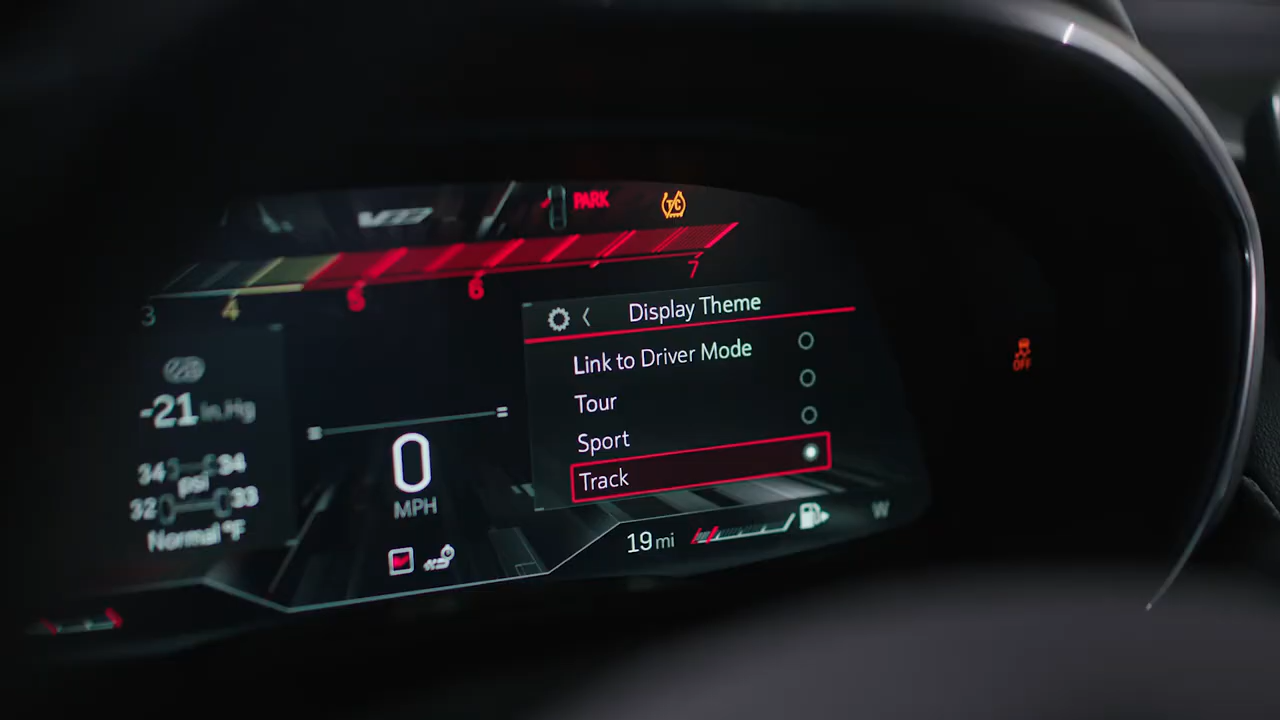 PARK
TC
3 4 5 6 7
Display Theme
Link to Driver Mode
Tour
Sport
Track
-21 In.Hg
34 34
psi
32 33
Normal °F
0
MPH
19 mi
W
OFF